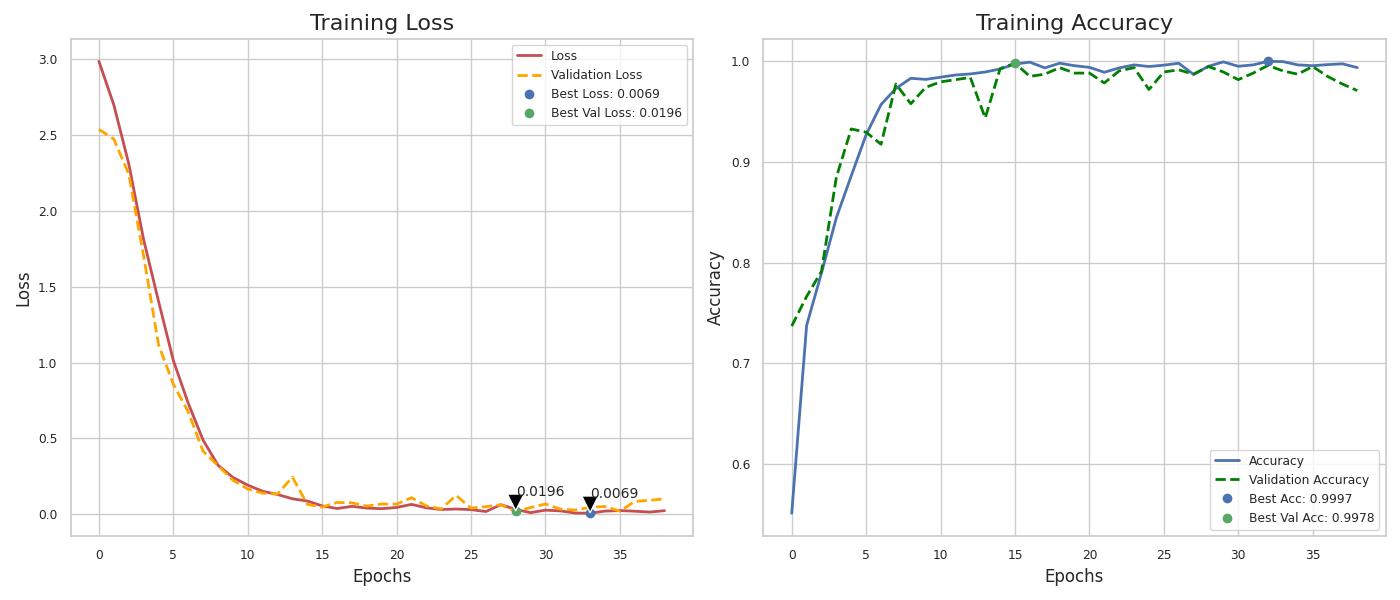 Training Loss
Loss
Validation Loss
Best Loss: 0.0069
Best Val Loss: 0.0196
3.0
2.5
2.0
1.5
1.0
0.5
0.0
Loss
0.0196
0.0069
0
5
10
15
20
25
30
35
Epochs
Training Accuracy
1.0
0.9
0.8
0.7
0.6
Accuracy
Accuracy
Validation Accuracy
Best Acc: 0.9997
Best Val Acc: 0.9978
0
5
10
15
20
25
30
35
Epochs